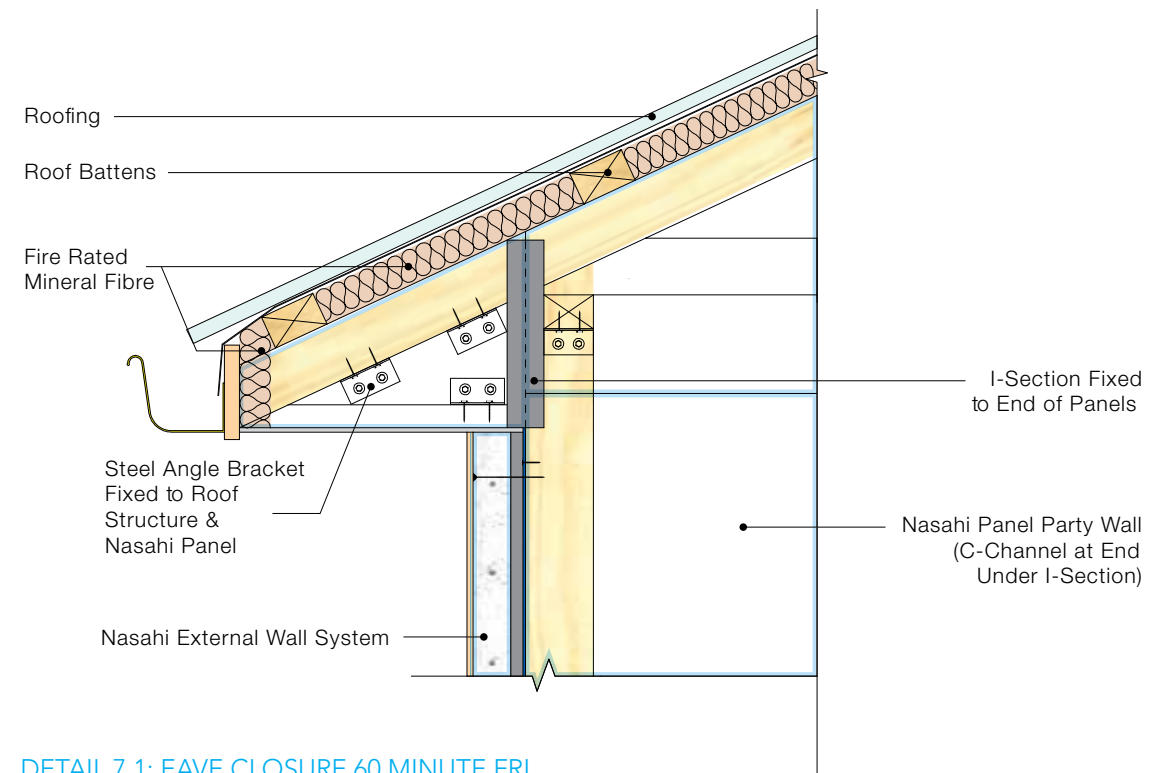 Roofing
Roof Battens
Fire Rated
Mineral Fibre
I-Section Fixed
to End of Panels
Steel Angle Bracket
Fixed to Roof
Structure &
Nasahi Panel
Nasahi Panel Party Wall
(C-Channel at End
Under I-Section)
Nasahi External Wall System
DETAIL 7.1: EAVE CLOSURE 60 MINUTE FRL